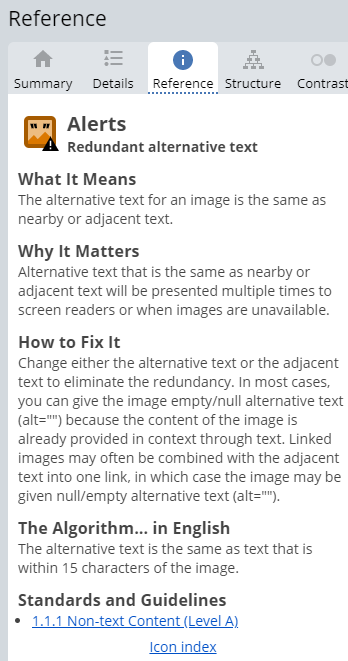 Reference
Summary Details Reference Structure Contrast
Alerts
Redundant alternative text
What It Means
The alternative text for an image is the same as
nearby or adjacent text.
Why It Matters
Alternative text that is the same as nearby or
adjacent text will be presented multiple times to
screen readers or when images are unavailable.
How to Fix It
Change either the alternative text or the adjacent
text to eliminate the redundancy. In most cases,
you can give the image empty/null alternative text
(alt="") because the content of the image is
already provided in context through text. Linked
images may often be combined with the adjacent
text into one link, in which case the image may be
given null/empty alternative text (alt="").
The Algorithm... in English
The alternative text is the same as text that is
within 15 characters of the image.
Standards and Guidelines
• 1.1.1 Non-text Content (Level A)
Icon index